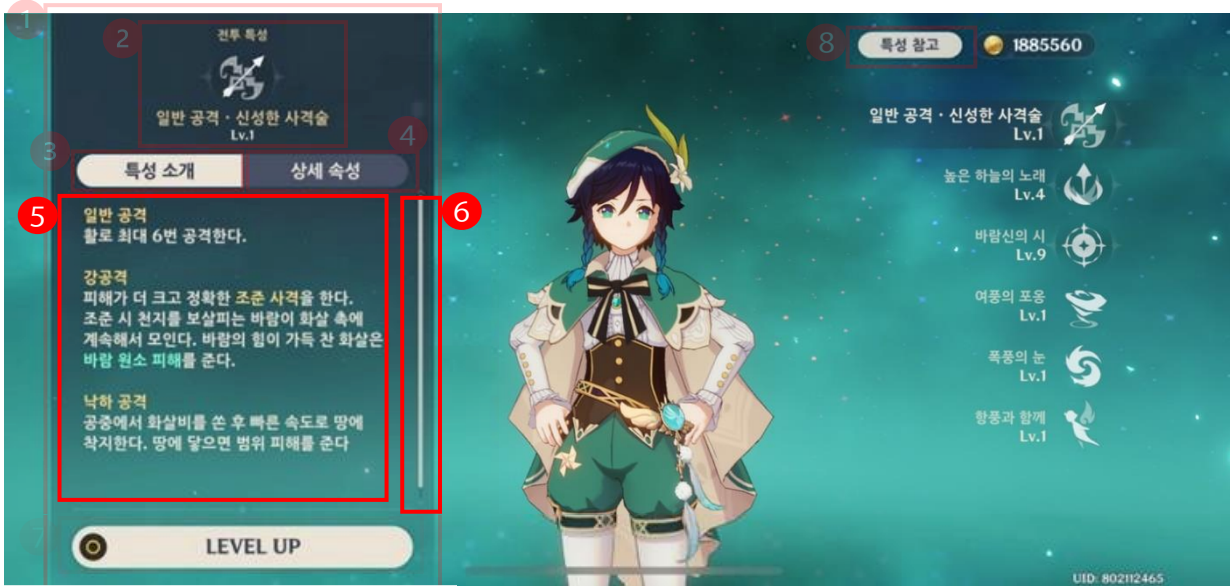 1
2
전투 특성
일반 공격 · 신성한 사격술
Lv.1
3
4
특성 소개
상세 속성
5
6
일반 공격
활로 최대 6번 공격한다.
강공격
피해가 더 크고 정확한 조준 사격을 한다.
조준 시 천지를 보살피는 바람이 화살 촉에
계속해서 모인다. 바람의 힘이 가득 찬 화살은
바람 원소 피해를 준다.
낙하 공격
공중에서 화살비를 쏜 후 빠른 속도로 땅에
착지한다. 땅에 닿으면 범위 피해를 준다
7
LEVEL UP
8
특성 참고
1885560
일반 공격 · 신성한 사격술
Lv.1
높은 하늘의 노래
Lv.4
바람신의 시
Lv.9
여풍의 포옹
Lv.1
폭풍의 눈
Lv.1
항풍과 함께
Lv.1
UID: 802112465